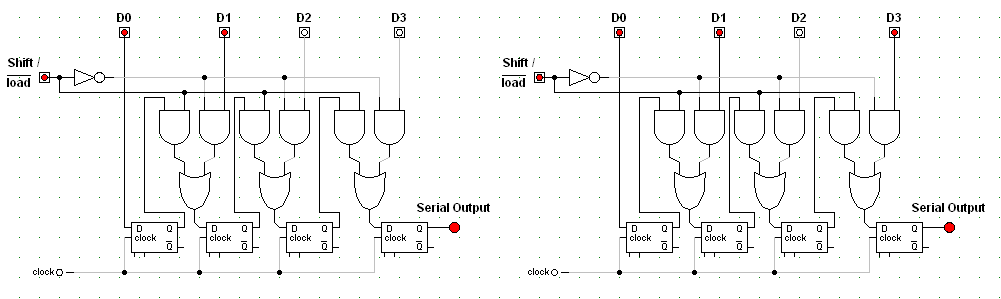 D0 D1 D2 D3
Shift /
load
Serial Output
D Q D Q D Q D Q
clock clock clock clock
Q Q Q Q
clock
D0 D1 D2 D3
Shift /
load
Serial Output
D Q D Q D Q D Q
clock clock clock clock
Q Q Q Q
clock